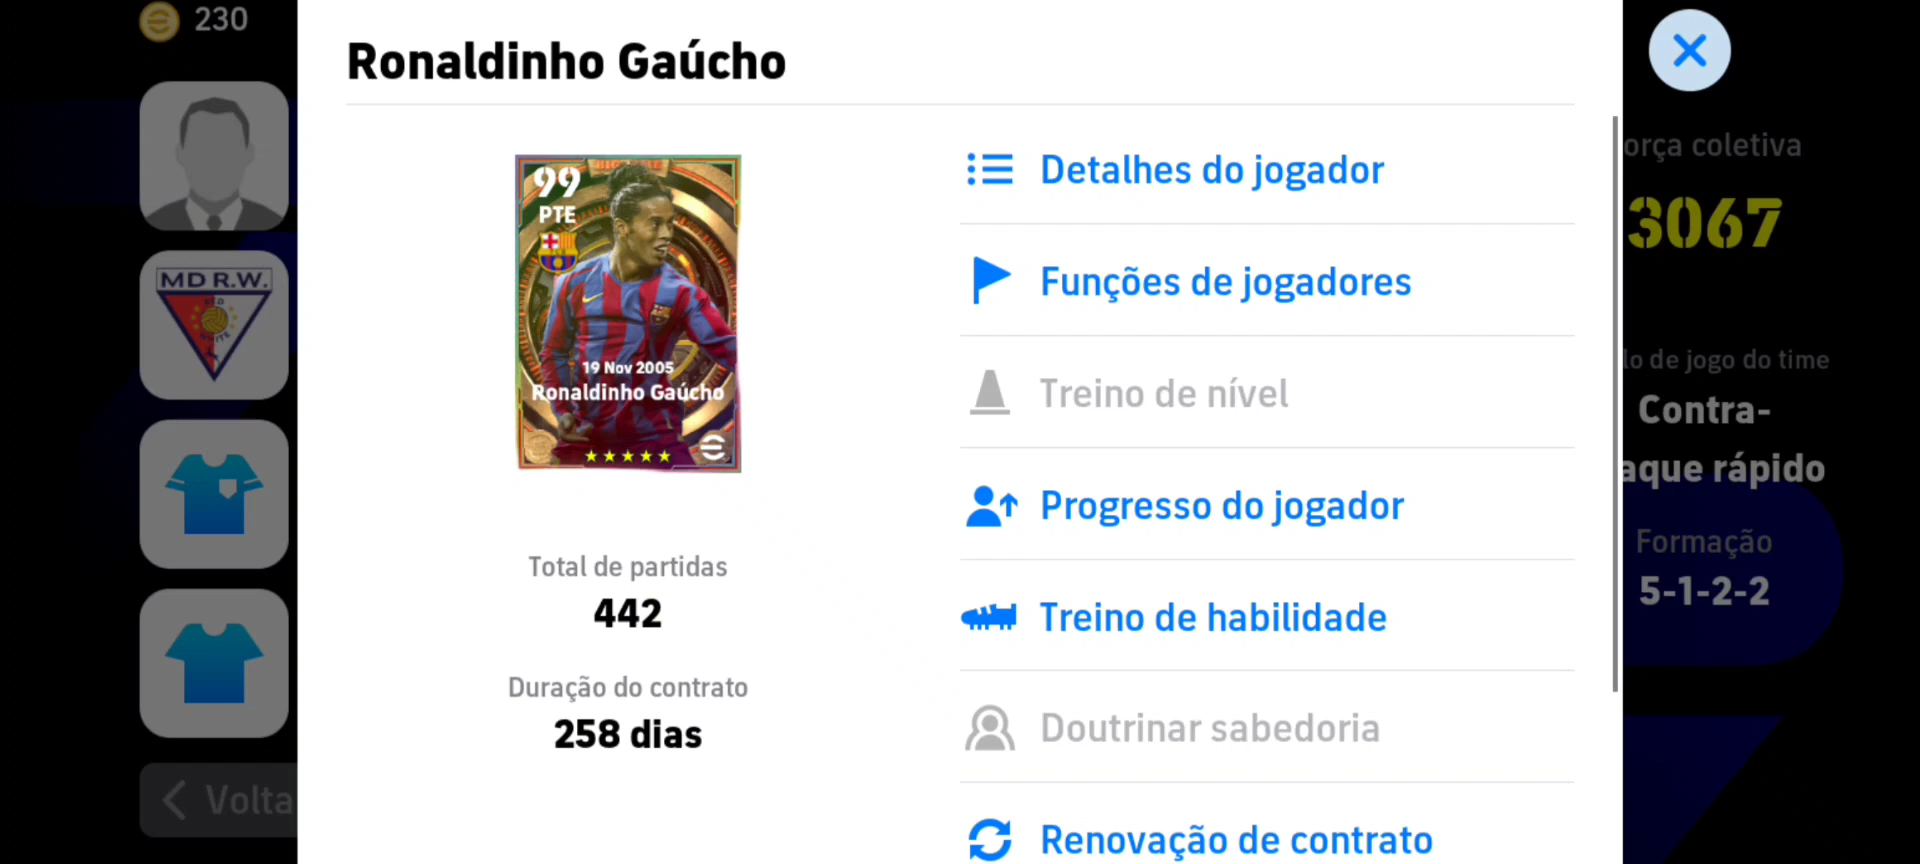 230
Ronaldinho Gaúcho
99
PTE
19 Nov 2005
Ronaldinho Gaúcho
Total de partidas
442
Duração do contrato
258 dias
Detalhes do jogador
Funções de jogadores
Treino de nível
Progresso do jogador
Treino de habilidade
Doutrinar sabedoria
Renovação de contrato
MD R.W.
RED
WHITE
Volta
orça coletiva
3067
lo de jogo do time
Contra-
aque rápido
Formação
5-1-2-2